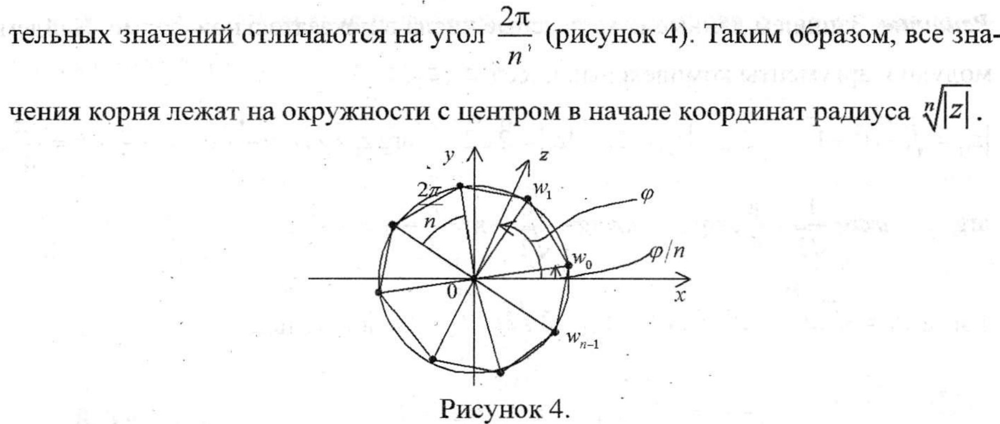 тельных значений отличаются на угол 2π/n, (рисунок 4). Таким образом, все зна-
чения корня лежат на окружности с центром в начале координат радиуса ⁿ√|z| .
y
z
2π/n
w₁
φ
w₀
φ/n
0
x
wₙ₋₁
Рисунок 4.